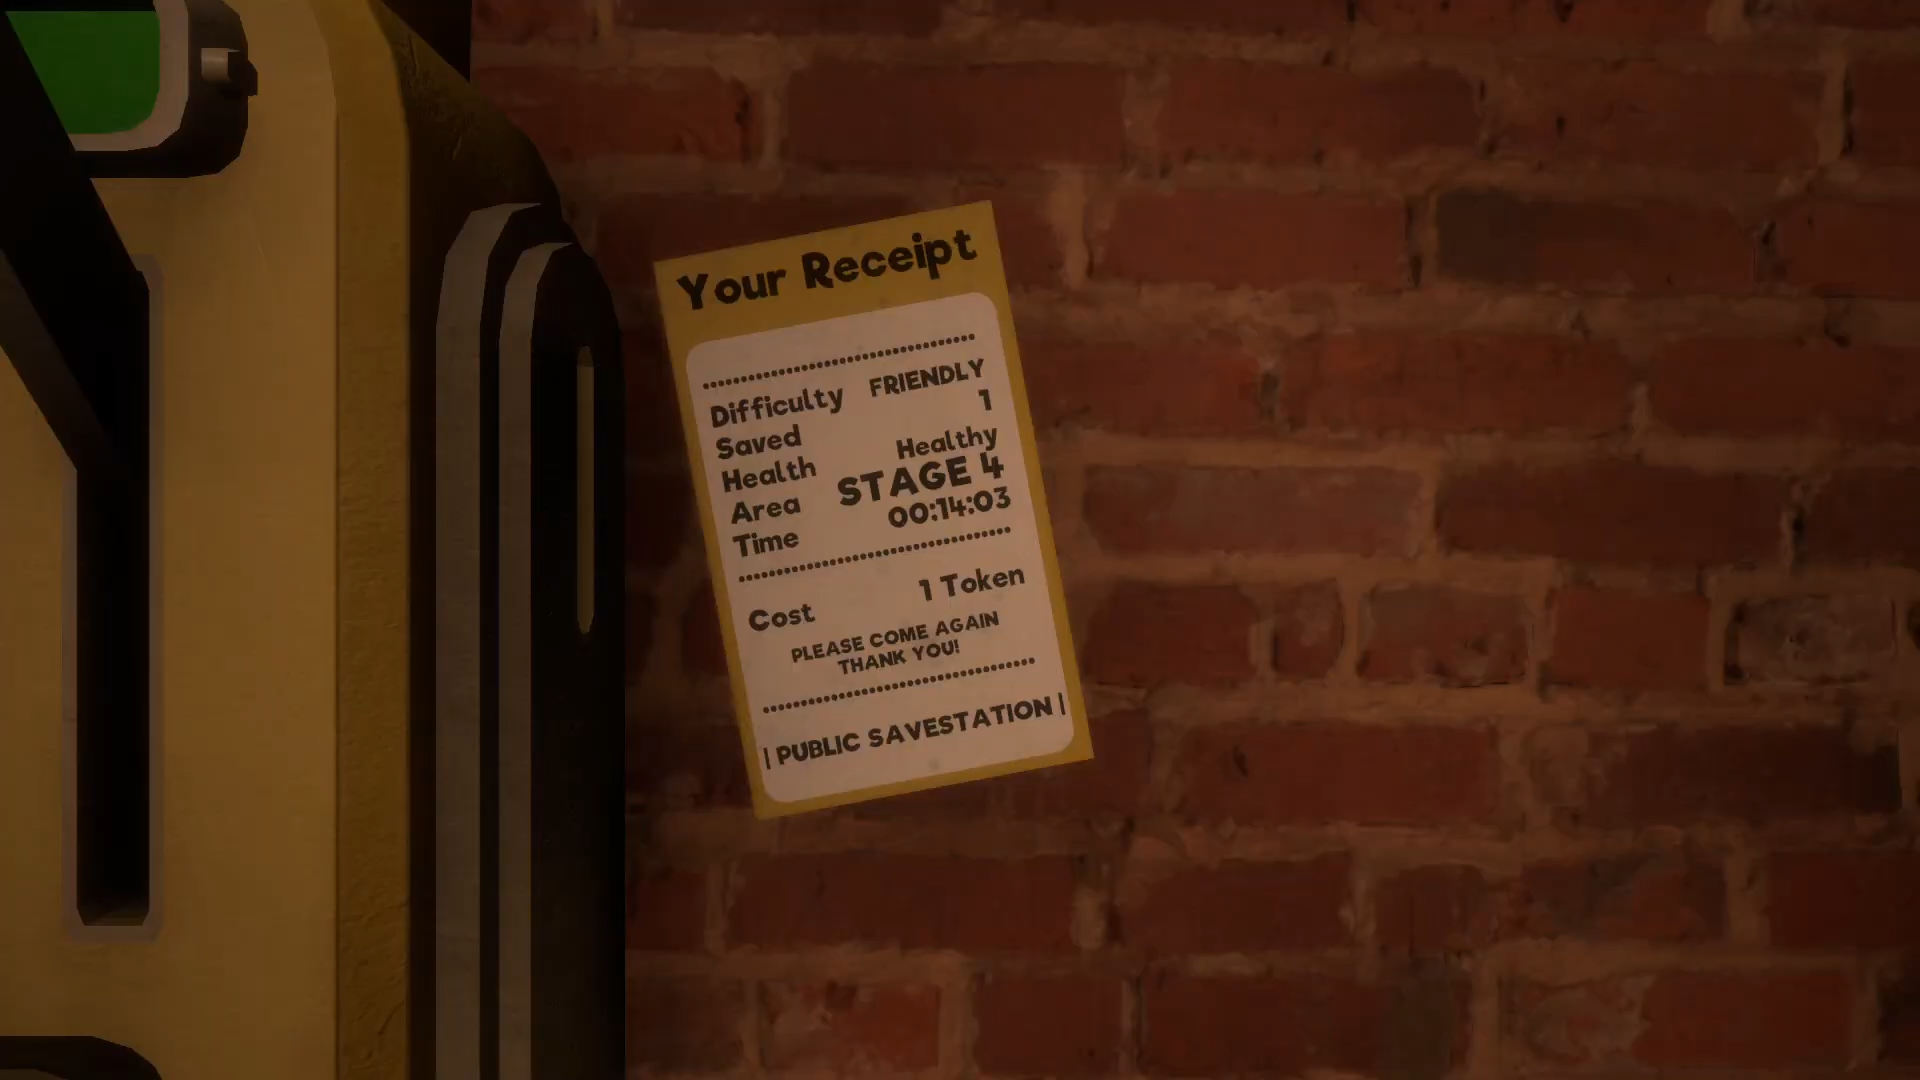 Your Receipt
Difficulty FRIENDLY
Saved 1
Health Healthy
Area STAGE 4
Time 00:14:03
Cost 1 Token
PLEASE COME AGAIN
THANK YOU!
| PUBLIC SAVESTATION |